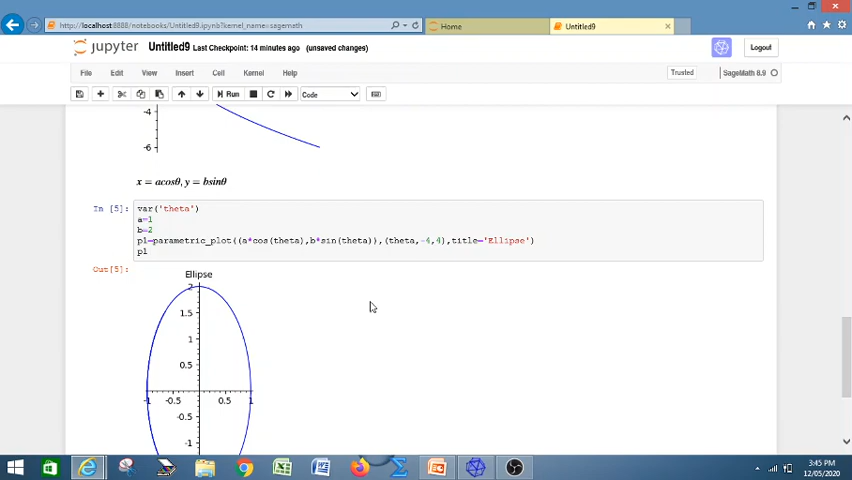 http://localhost:8888/notebooks/Untitled9.ipynb?kernel_name=sagemath
Home
Untitled9
jupyter Untitled9 Last Checkpoint: 14 minutes ago (unsaved changes)
Logout
File Edit View Insert Cell Kernel Help
Trusted
SageMath 8.9
Run
Code
-4
-6
x = acosθ, y = bsinθ
In [5]:
var('theta')
a=1
b=2
p1=parametric_plot((a*cos(theta),b*sin(theta)),(theta,-4,4),title='Ellipse')
p1
Out[5]:
Ellipse
2
1.5
1
0.5
-1 -0.5 0.5 1
-0.5
-1
3:45 PM
12/05/2020